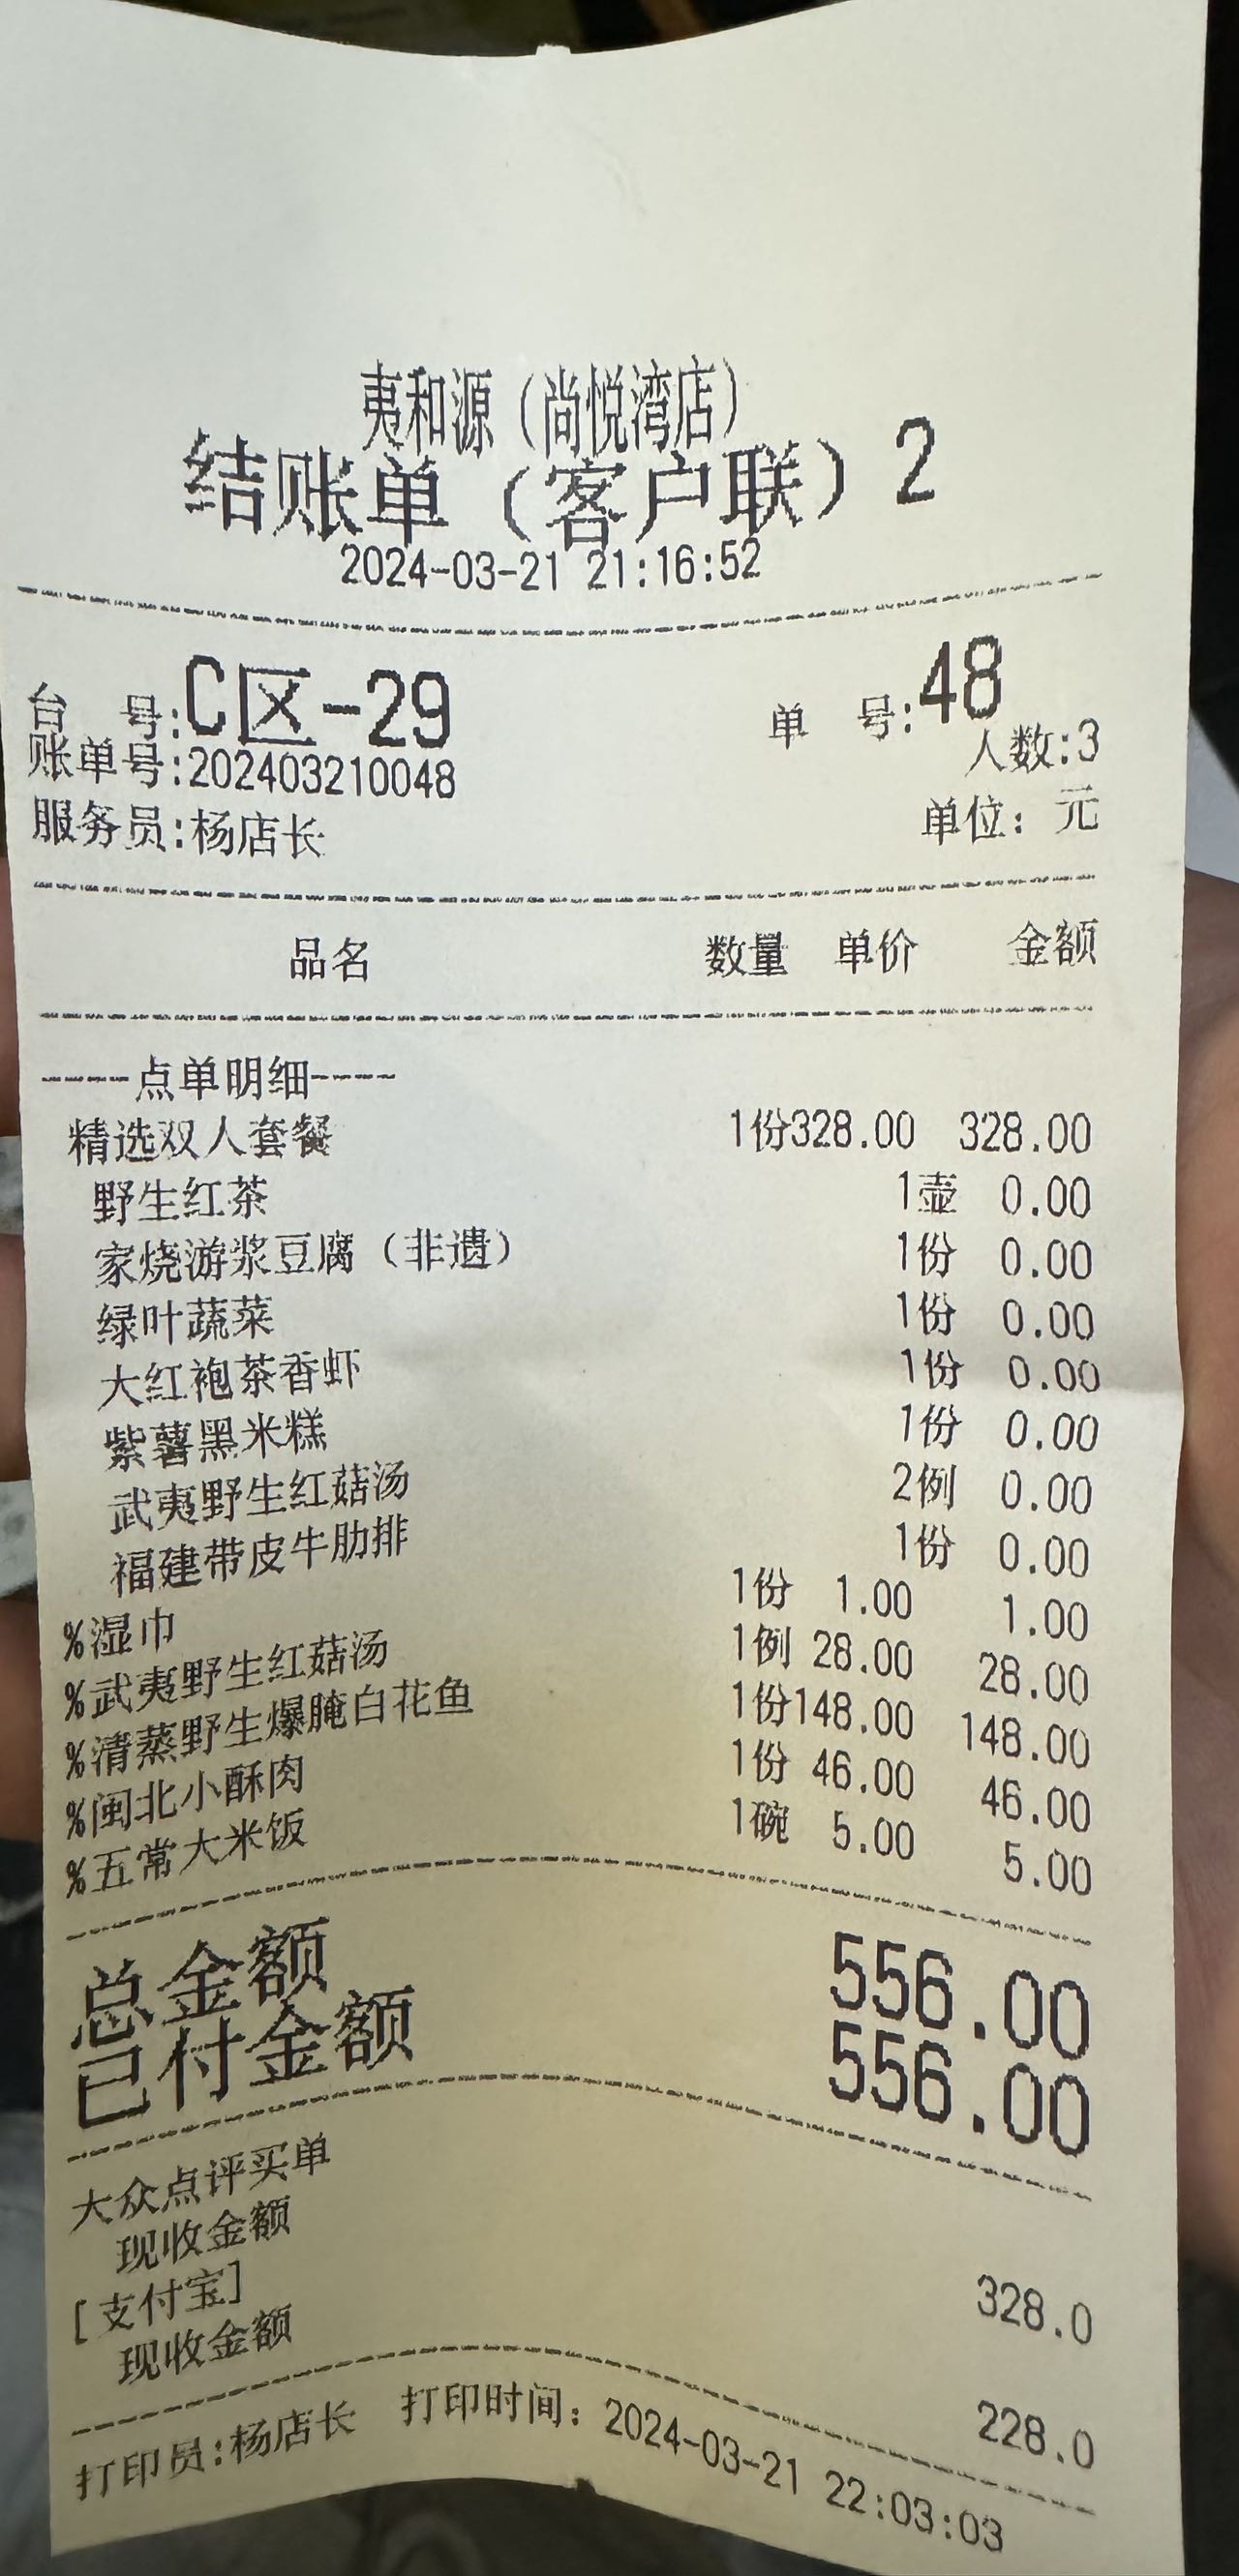 夷和源（尚悦湾店）
结账单（客户联）2
2024-03-21 21:16:52
台 号:C区-29 单 号:48
账单号:202403210048 人数:3
服务员:杨店长 单位：元
品名 数量 单价 金额
----点单明细----
精选双人套餐 1份328.00 328.00
野生红茶 1壶 0.00
家烧游浆豆腐（非遗） 1份 0.00
绿叶蔬菜 1份 0.00
大红袍茶香虾 1份 0.00
紫薯黑米糕 1份 0.00
武夷野生红菇汤 2例 0.00
福建带皮牛肋排 1份 0.00
%湿巾 1份 1.00 1.00
%武夷野生红菇汤 1例 28.00 28.00
%清蒸野生爆腌白花鱼 1份148.00 148.00
%闽北小酥肉 1份 46.00 46.00
%五常大米饭 1碗 5.00 5.00
总金额 556.00
已付金额 556.00
大众点评买单
现收金额 328.0
[支付宝]
现收金额 228.0
打印员:杨店长 打印时间：2024-03-21 22:03:03